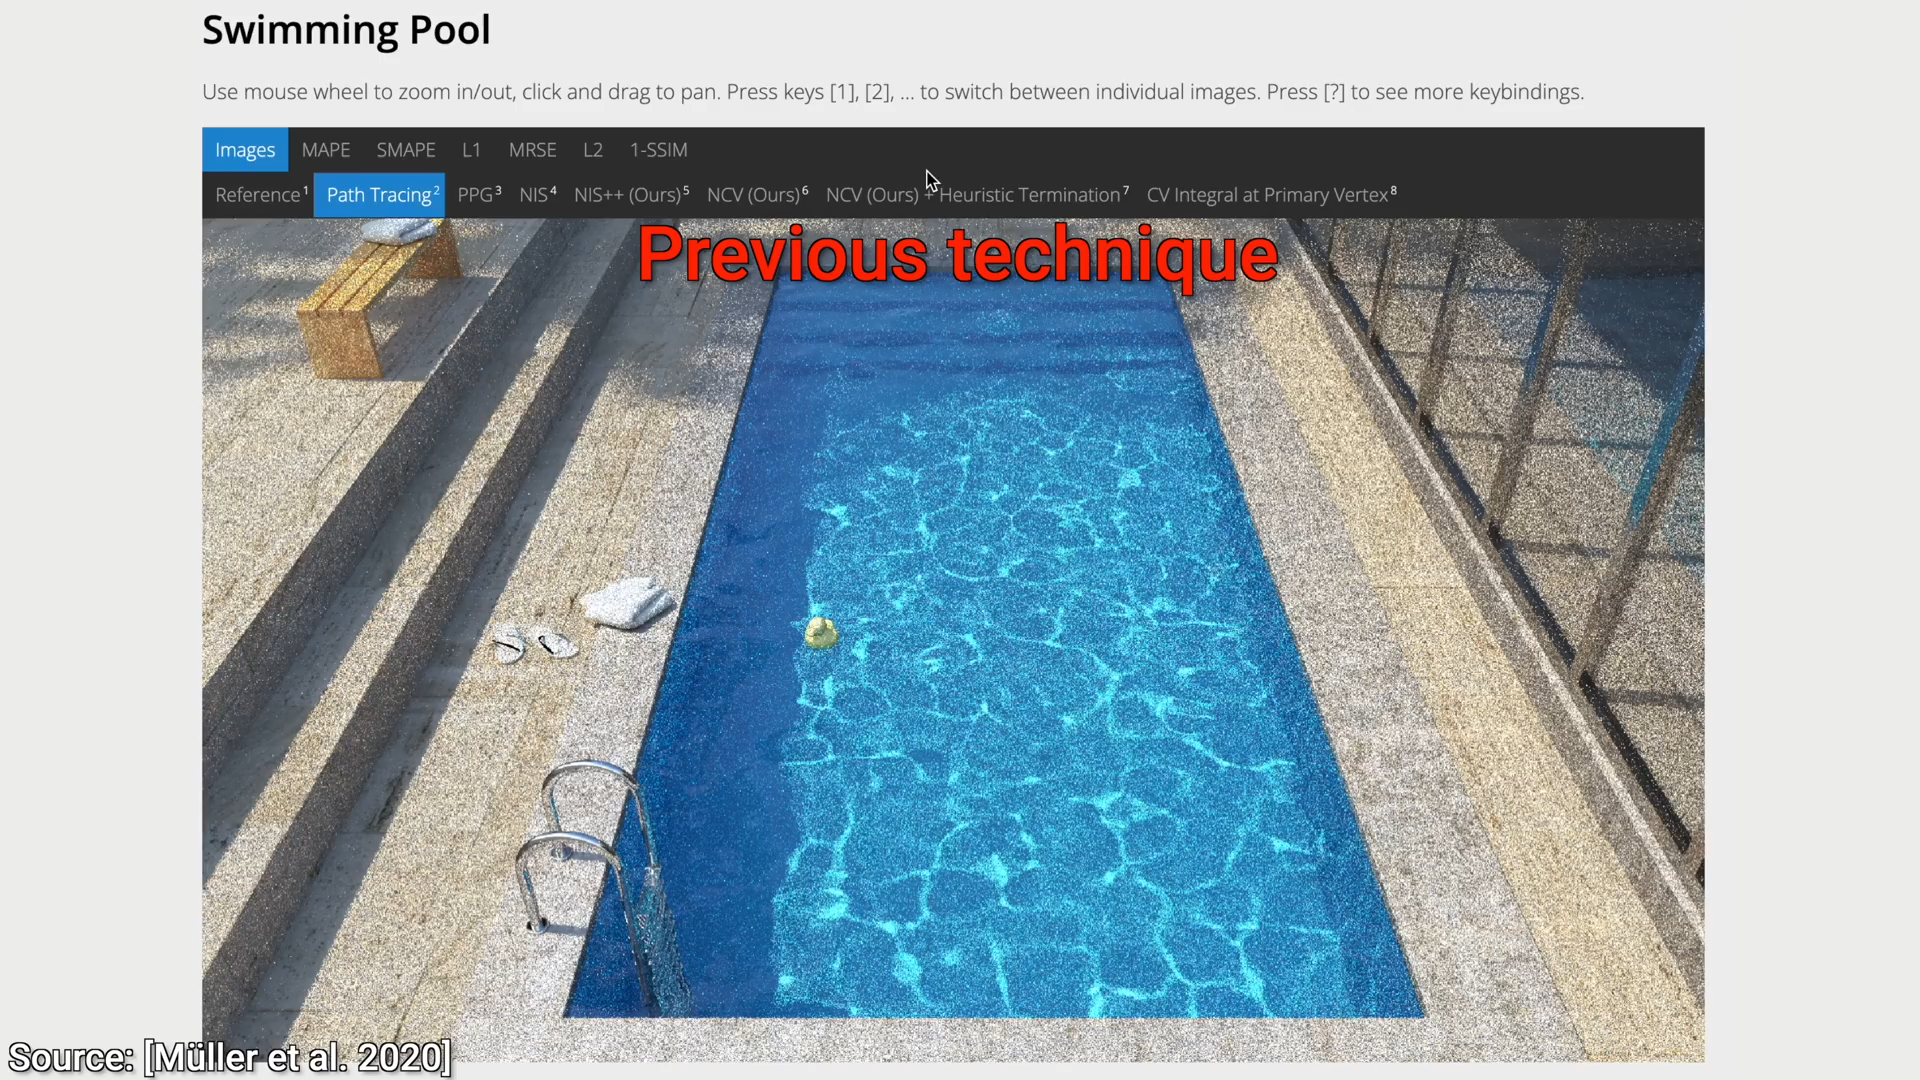 Swimming Pool
Use mouse wheel to zoom in/out, click and drag to pan. Press keys [1], [2], ... to switch between individual images. Press [?] to see more keybindings.
Images MAPE SMAPE L1 MRSE L2 1-SSIM
Reference1 Path Tracing2 PPG3 NIS4 NIS++ (Ours)5 NCV (Ours)6 NCV (Ours) + Heuristic Termination7 CV Integral at Primary Vertex8
Previous technique
Source: [Müller et al. 2020]